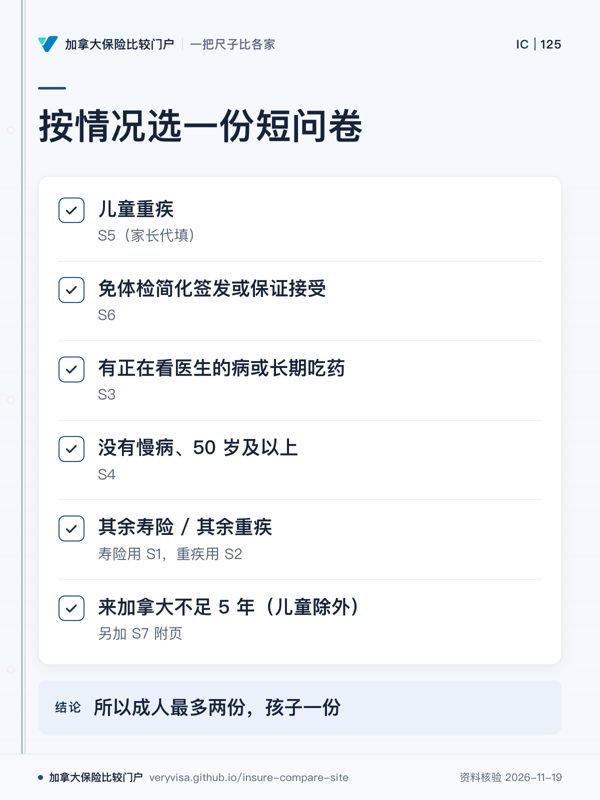 加拿大保险比较门户 一把尺子比各家
IC | 125
按情况选一份短问卷
儿童重疾
S5（家长代填）
免体检简化签发或保证接受
S6
有正在看医生的病或长期吃药
S3
没有慢病、50 岁及以上
S4
其余寿险 / 其余重疾
寿险用 S1，重疾用 S2
来加拿大不足 5 年（儿童除外）
另加 S7 附页
结论 所以成人最多两份，孩子一份
加拿大保险比较门户 veryvisa.github.io/insure-compare-site
资料核验 2026-11-19